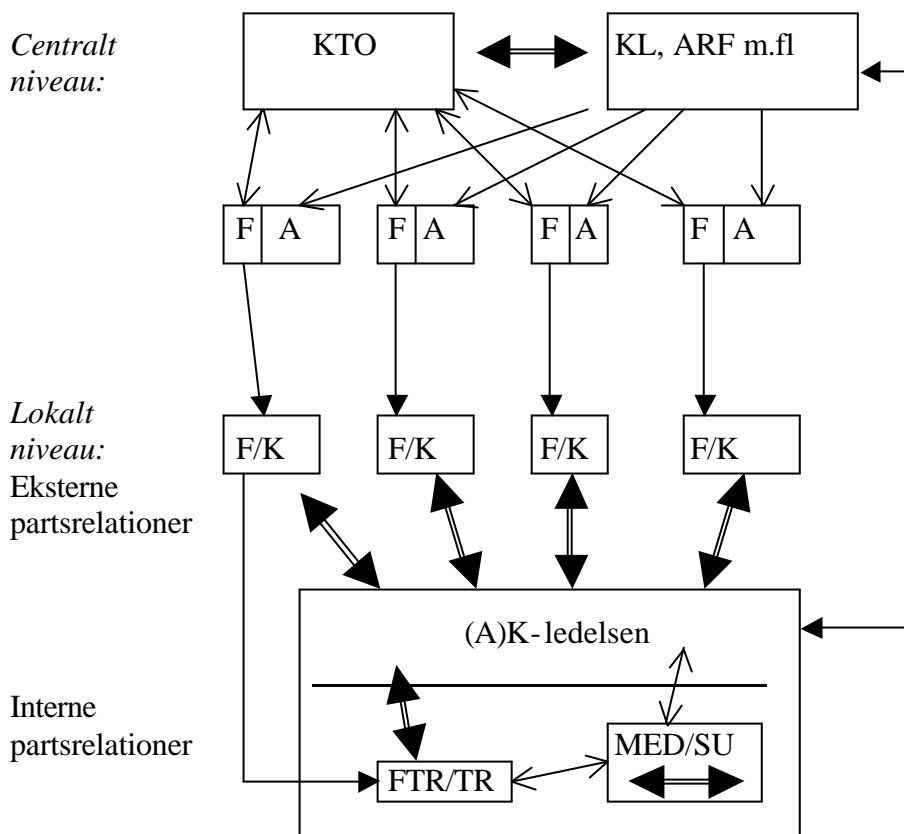 Centralt
niveau:
KTO
KL, ARF m.fl
F A
F A
F A
F A
Lokalt
niveau:
Eksterne
partsrelationer
F/K
F/K
F/K
F/K
(A)K-ledelsen
Interne
partsrelationer
MED/SU
FTR/TR